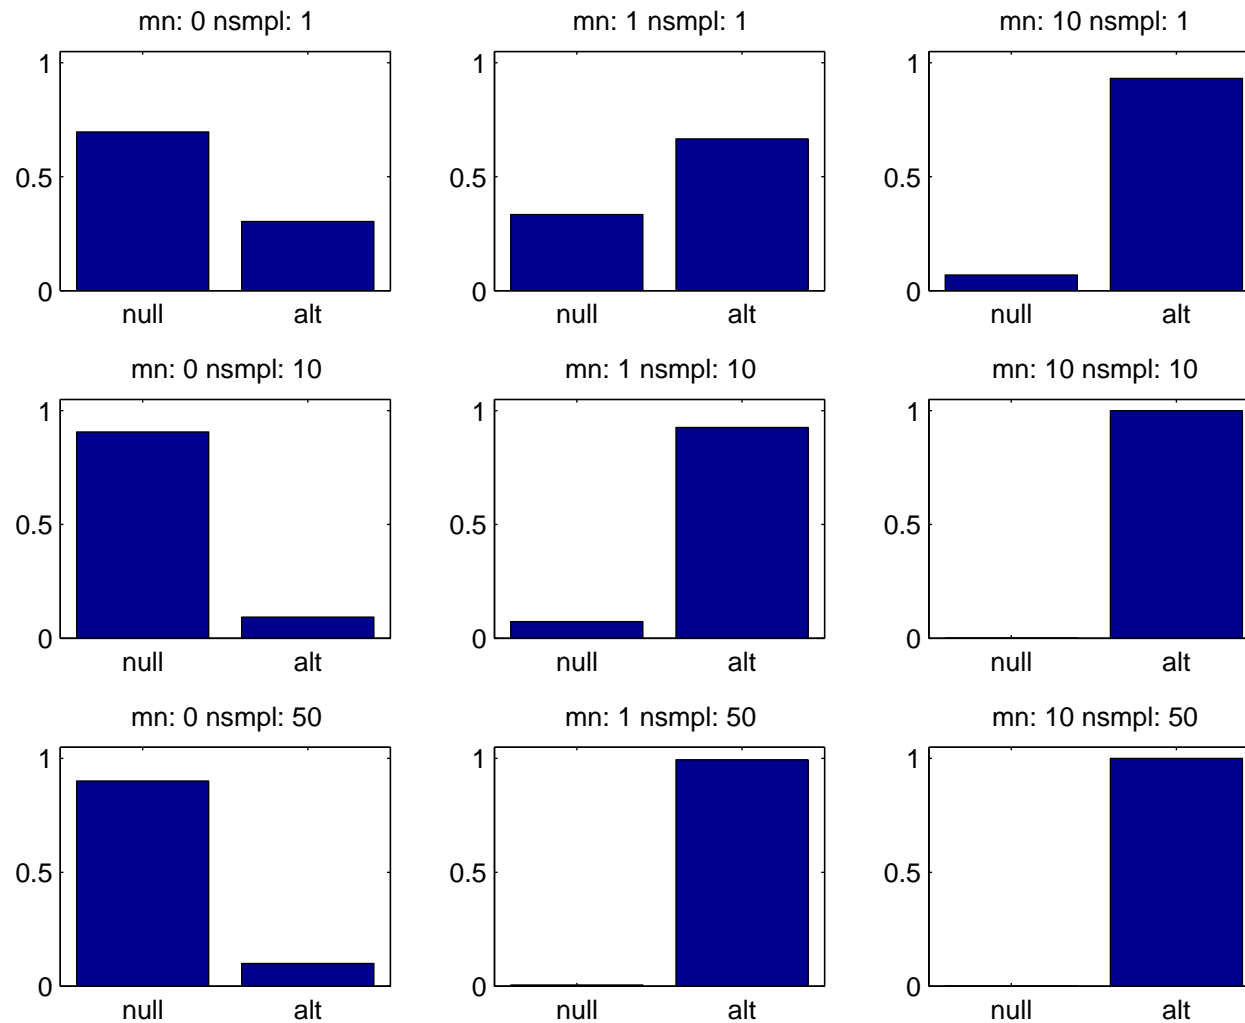 mn: 0 nsmpl: 1
1
0.5
0
null alt
mn: 1 nsmpl: 1
1
0.5
0
null alt
mn: 10 nsmpl: 1
1
0.5
0
null alt
mn: 0 nsmpl: 10
1
0.5
0
null alt
mn: 1 nsmpl: 10
1
0.5
0
null alt
mn: 10 nsmpl: 10
1
0.5
0
null alt
mn: 0 nsmpl: 50
1
0.5
0
null alt
mn: 1 nsmpl: 50
1
0.5
0
null alt
mn: 10 nsmpl: 50
1
0.5
0
null alt